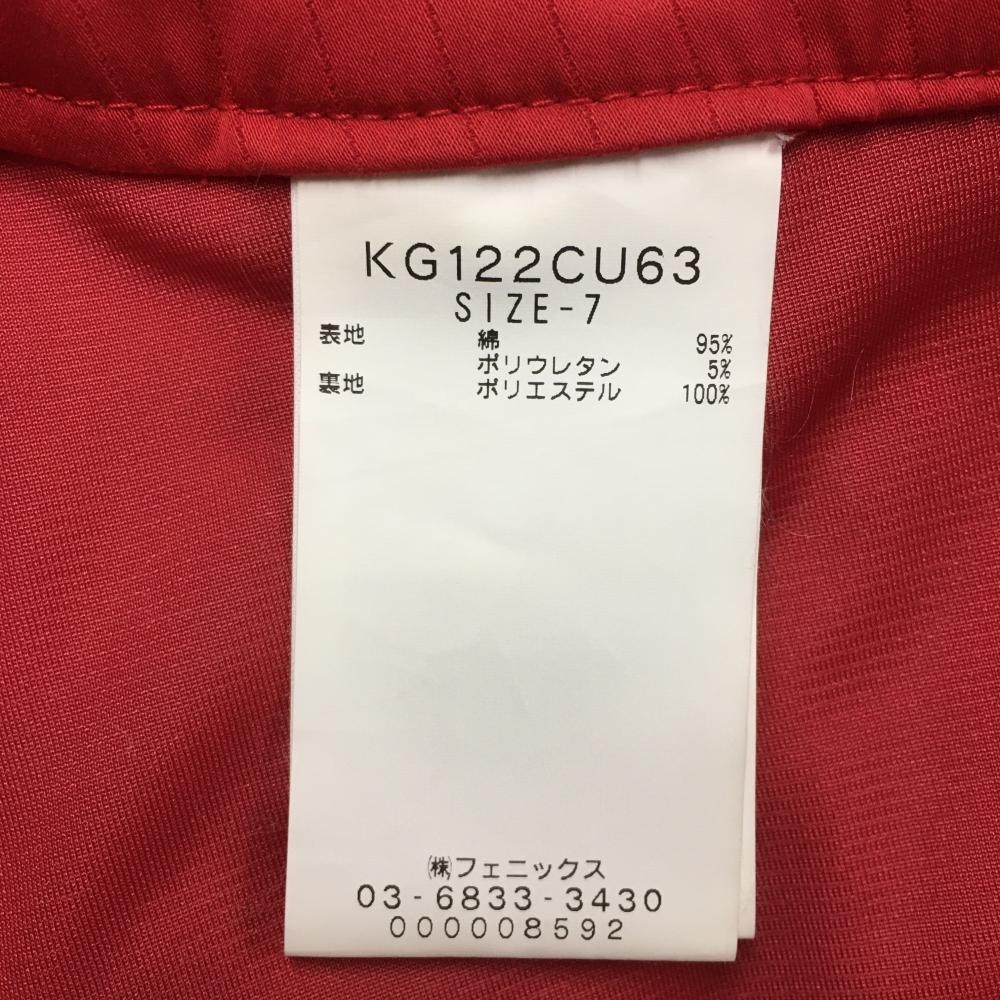 KG122CU63
SIZE-7
表地 綿 95%
ポリウレタン 5%
裏地 ポリエステル 100%
㈱フェニックス
03-6833-3430
000008592